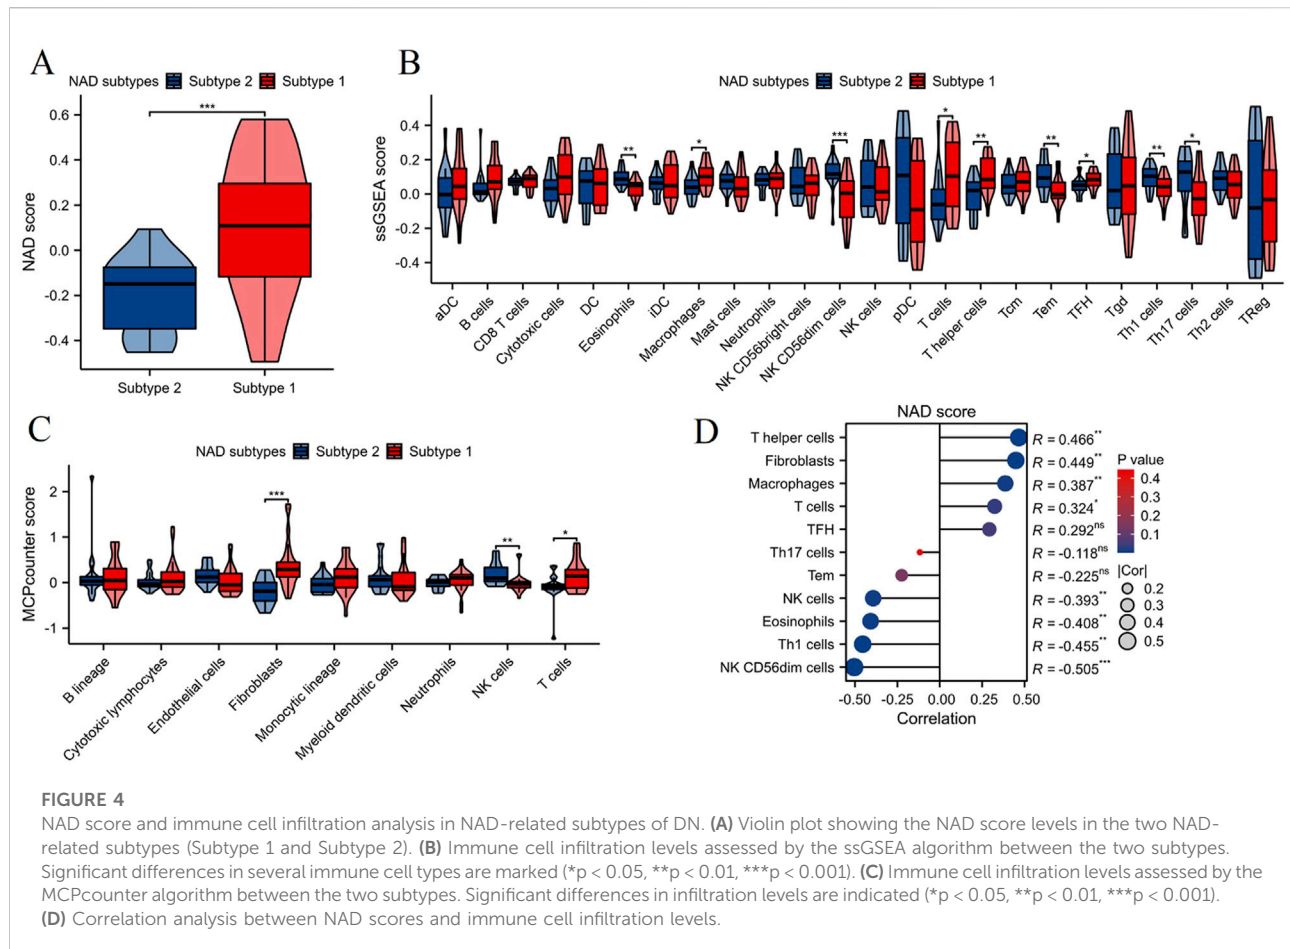 A
NAD subtypes Subtype 2 Subtype 1
***
NAD score
0.6
0.4
0.2
0.0
-0.2
-0.4
Subtype 2 Subtype 1
B
NAD subtypes Subtype 2 Subtype 1
ssGSEA score
0.4
0.2
0.0
-0.2
-0.4
** * *** * ** ** * ** *
aDC
B cells
CD8 T cells
Cytotoxic cells
DC
Eosinophils
iDC
Macrophages
Mast cells
Neutrophils
NK CD56bright cells
NK CD56dim cells
NK cells
pDC
T cells
T helper cells
Tcm
Tem
TFH
Tgd
Th1 cells
Th17 cells
Th2 cells
TReg
C
NAD subtypes Subtype 2 Subtype 1
MCPcounter score
2
1
0
-1
*** ** *
B lineage
Cytotoxic lymphocytes
Endothelial cells
Fibroblasts
Monocytic lineage
Myeloid dendritic cells
Neutrophils
NK cells
T cells
D
NAD score
T helper cells R = 0.466**
Fibroblasts R = 0.449**
Macrophages R = 0.387**
T cells R = 0.324*
TFH R = 0.292ns
Th17 cells R = -0.118ns
Tem R = -0.225ns
NK cells R = -0.393**
Eosinophils R = -0.408**
Th1 cells R = -0.455**
NK CD56dim cells R = -0.505***
-0.50 -0.25 0.00 0.25 0.50
Correlation
P value
0.4
0.3
0.2
0.1
|Cor|
0.2
0.3
0.4
0.5
FIGURE 4
NAD score and immune cell infiltration analysis in NAD-related subtypes of DN. (A) Violin plot showing the NAD score levels in the two NAD-
related subtypes (Subtype 1 and Subtype 2). (B) Immune cell infiltration levels assessed by the ssGSEA algorithm between the two subtypes.
Significant differences in several immune cell types are marked (*p < 0.05, **p < 0.01, ***p < 0.001). (C) Immune cell infiltration levels assessed by the
MCPcounter algorithm between the two subtypes. Significant differences in infiltration levels are indicated (*p < 0.05, **p < 0.01, ***p < 0.001).
(D) Correlation analysis between NAD scores and immune cell infiltration levels.